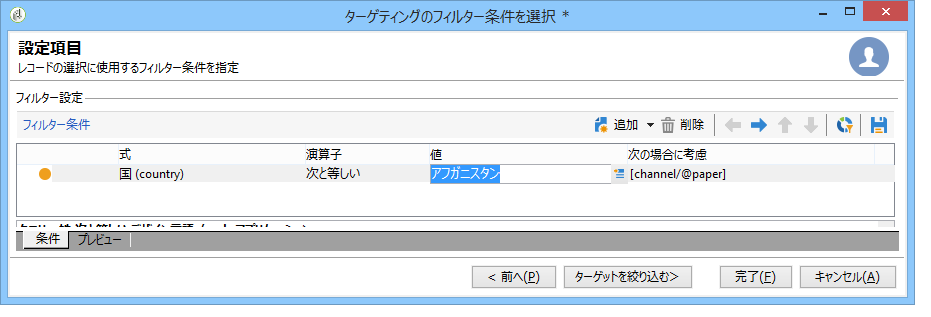 ターゲティングのフィルター条件を選択 *
設定項目
レコードの選択に使用するフィルター条件を指定
フィルター設定
フィルター条件 追加 削除
式 演算子 値 次の場合に考慮
国 (country) 次と等しい アフガニスタン [channel/@paper]
条件 プレビュー
< 前へ(P) ターゲットを絞り込む> 完了(F) キャンセル(A)